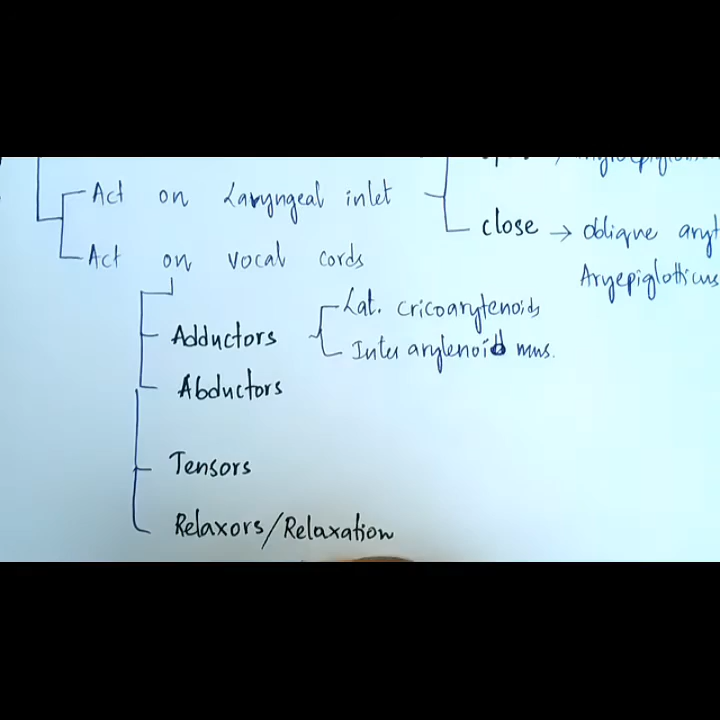 Act on Laryngeal inlet
close → oblique aryt
Aryepiglotticus
Act on vocal cords
Adductors
Lat. cricoarytenoids
Inter arytenoid mus.
Abductors
Tensors
Relaxors/Relaxation